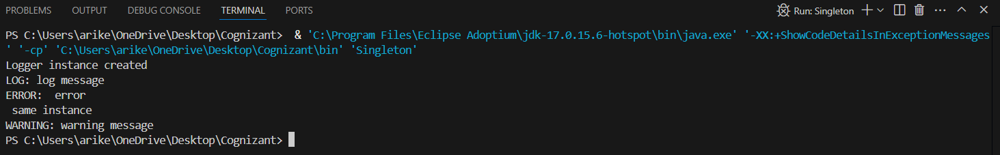 PROBLEMS OUTPUT DEBUG CONSOLE TERMINAL PORTS Run: Singleton
PS C:\Users\arike\OneDrive\Desktop\Cognizant>  & 'C:\Program Files\Eclipse Adoptium\jdk-17.0.15.6-hotspot\bin\java.exe' '-XX:+ShowCodeDetailsInExceptionMessages
' '-cp' 'C:\Users\arike\OneDrive\Desktop\Cognizant\bin' 'Singleton'
Logger instance created
LOG: log message
ERROR:  error
 same instance
WARNING: warning message
PS C:\Users\arike\OneDrive\Desktop\Cognizant>